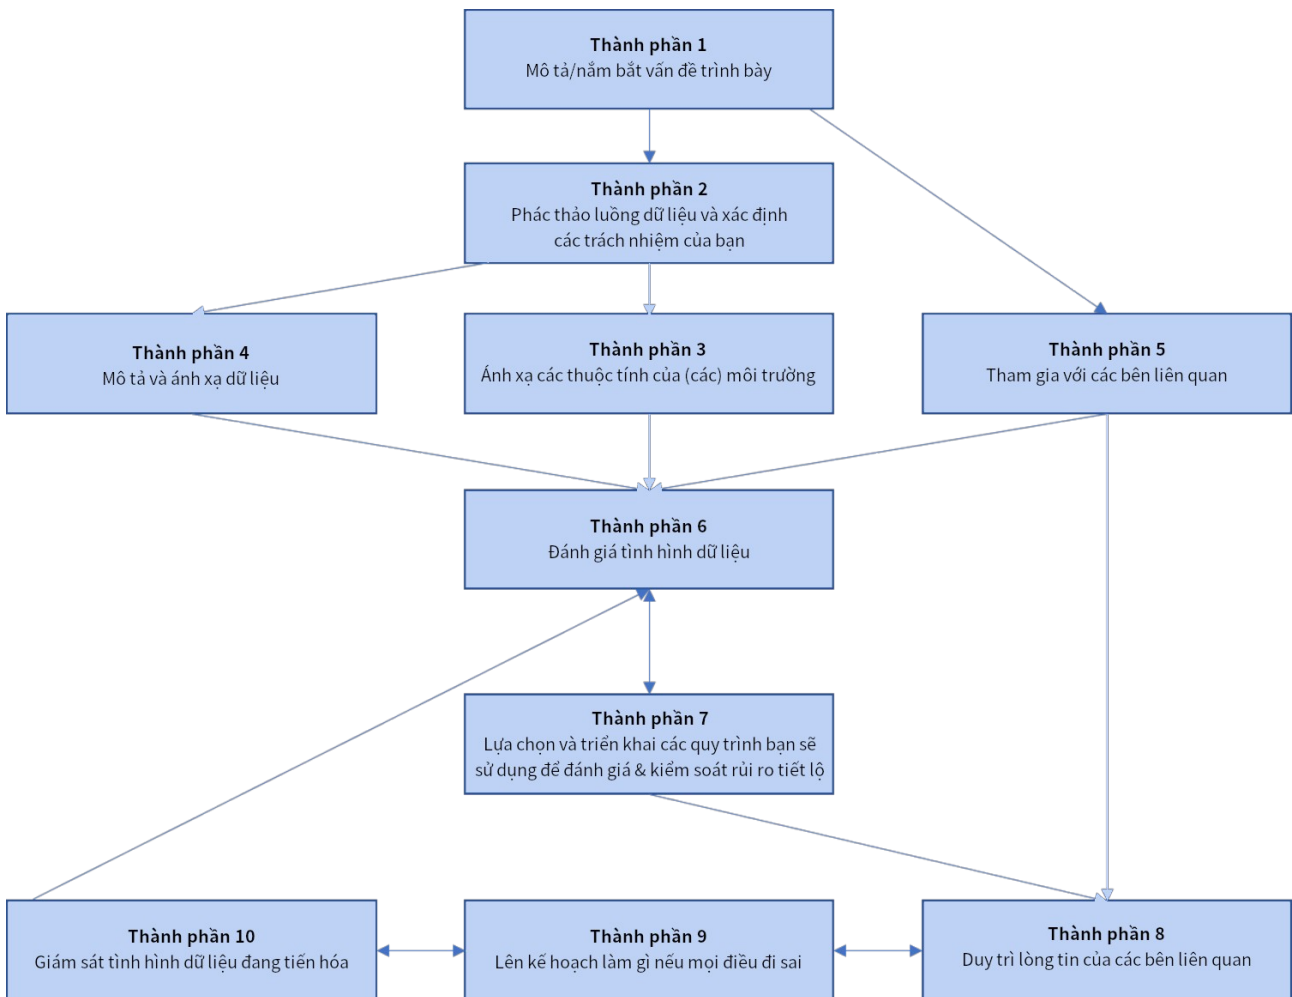 Thành phần 1
Mô tả/nắm bắt vấn đề trình bày
Thành phần 2
Phác thảo luồng dữ liệu và xác định
các trách nhiệm của bạn
Thành phần 4
Mô tả và ánh xạ dữ liệu
Thành phần 3
Ánh xạ các thuộc tính của (các) môi trường
Thành phần 5
Tham gia với các bên liên quan
Thành phần 6
Đánh giá tình hình dữ liệu
Thành phần 7
Lựa chọn và triển khai các quy trình bạn sẽ
sử dụng để đánh giá & kiểm soát rủi ro tiết lộ
Thành phần 10
Giám sát tình hình dữ liệu đang tiến hóa
Thành phần 9
Lên kế hoạch làm gì nếu mọi điều đi sai
Thành phần 8
Duy trì lòng tin của các bên liên quan